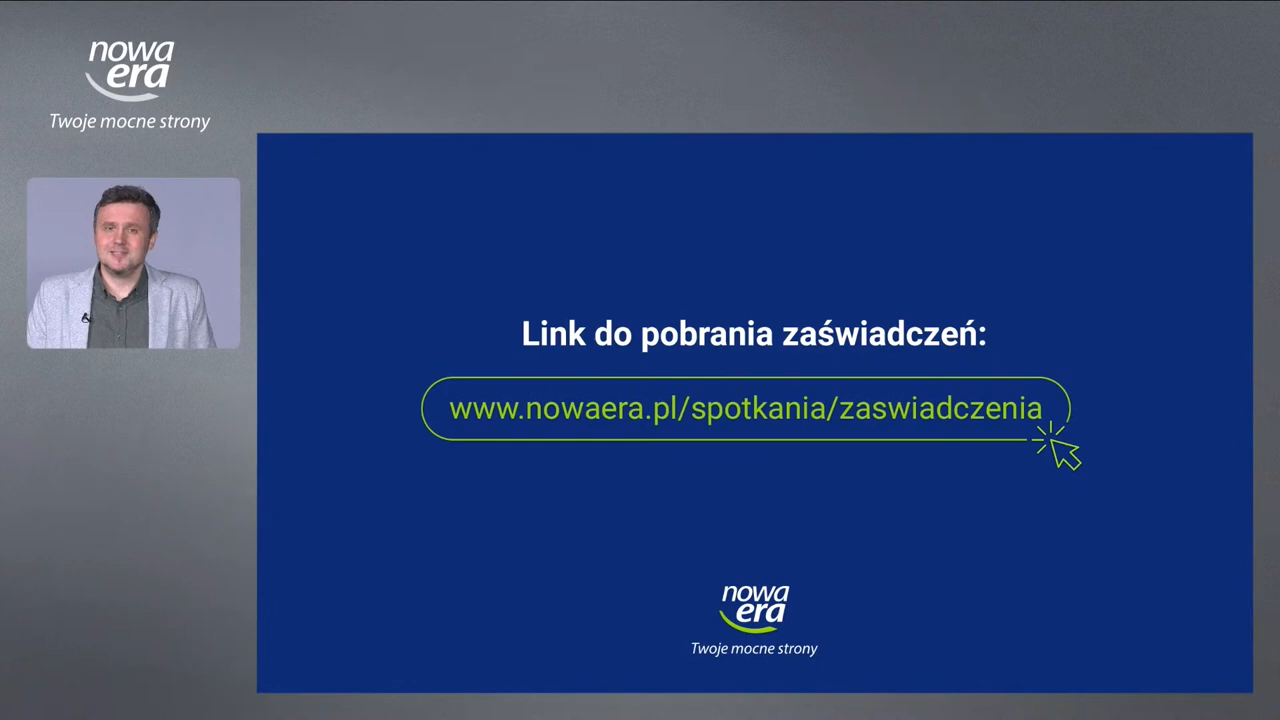 nowa
era
Twoje mocne strony
Link do pobrania zaświadczeń:
www.nowaera.pl/spotkania/zaswiadczenia
nowa
era
Twoje mocne strony